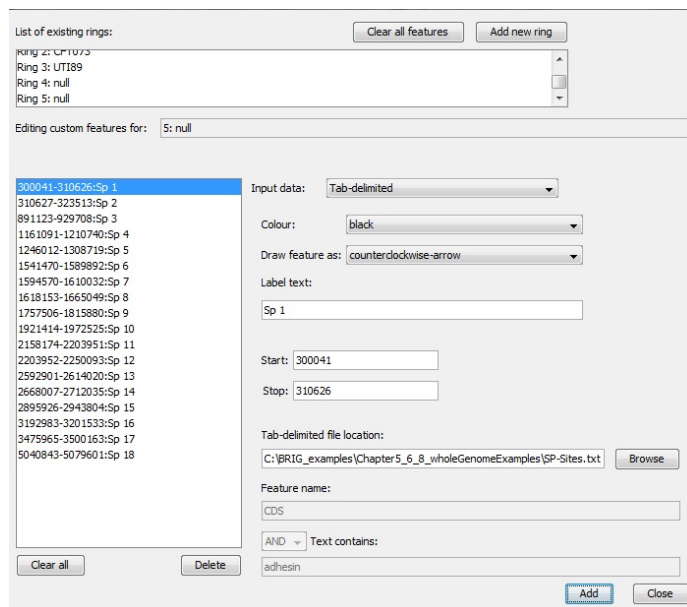 List of existing rings:
Clear all features
Add new ring
Ring 2: CFT073
Ring 3: UTI89
Ring 4: null
Ring 5: null
Editing custom features for:
5: null
300041-310626:Sp 1
310627-323513:Sp 2
891123-929708:Sp 3
1161091-1210740:Sp 4
1246012-1308719:Sp 5
1541470-1589892:Sp 6
1594570-1610032:Sp 7
1618153-1665049:Sp 8
1757506-1815880:Sp 9
1921414-1972525:Sp 10
2158174-2203951:Sp 11
2203952-2250093:Sp 12
2592901-2614020:Sp 13
2668007-2712035:Sp 14
2895926-2943804:Sp 15
3192983-3201533:Sp 16
3475965-3500163:Sp 17
5040843-5079601:Sp 18
Clear all
Delete
Input data:
Tab-delimited
Colour:
black
Draw feature as:
counterclockwise-arrow
Label text:
Sp 1
Start:
300041
Stop:
310626
Tab-delimited file location:
C:\BRIG_examples\Chapter5_6_8_wholeGenomeExamples\SP-Sites.txt
Browse
Feature name:
CDS
AND
Text contains:
adhesin
Add
Close